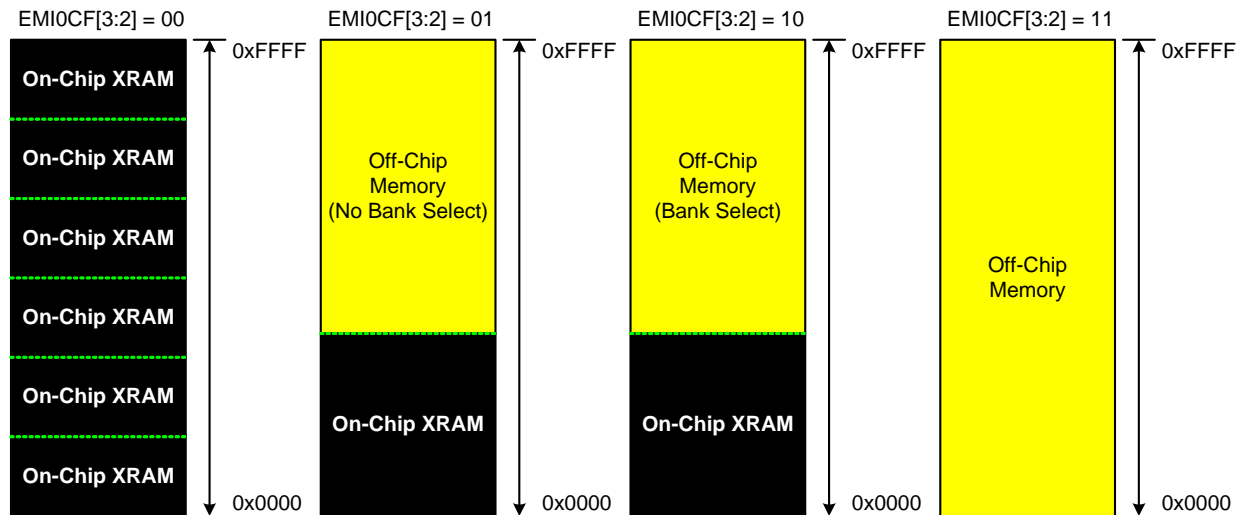 EMI0CF[3:2] = 00
EMI0CF[3:2] = 01
EMI0CF[3:2] = 10
EMI0CF[3:2] = 11
On-Chip XRAM
On-Chip XRAM
On-Chip XRAM
On-Chip XRAM
On-Chip XRAM
On-Chip XRAM
0xFFFF
0x0000
Off-Chip
Memory
(No Bank Select)
On-Chip XRAM
0xFFFF
0x0000
Off-Chip
Memory
(Bank Select)
On-Chip XRAM
0xFFFF
0x0000
Off-Chip
Memory
0xFFFF
0x0000